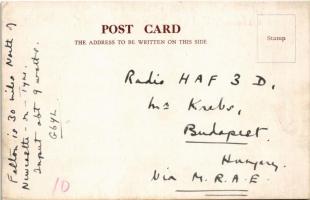 POST CARD
THE ADDRESS TO BE WRITTEN ON THIS SIDE
Stamp
Radio HAF 3 D,
Mr Krebs,
Budapest.
Hungary.
Via M.R.A.E.
Felton is 30 miles North of
Newcastle-on-Tyne.
Input abt 9 watts.
G6YL
10